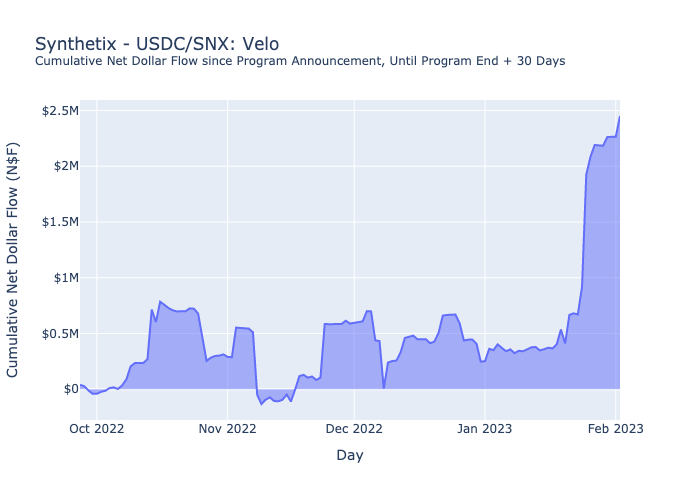 Synthetix - USDC/SNX: Velo
Cumulative Net Dollar Flow since Program Announcement, Until Program End + 30 Days
Cumulative Net Dollar Flow (N$F)
$2.5M
$2M
$1.5M
$1M
$0.5M
$0
Oct 2022
Nov 2022
Dec 2022
Jan 2023
Feb 2023
Day